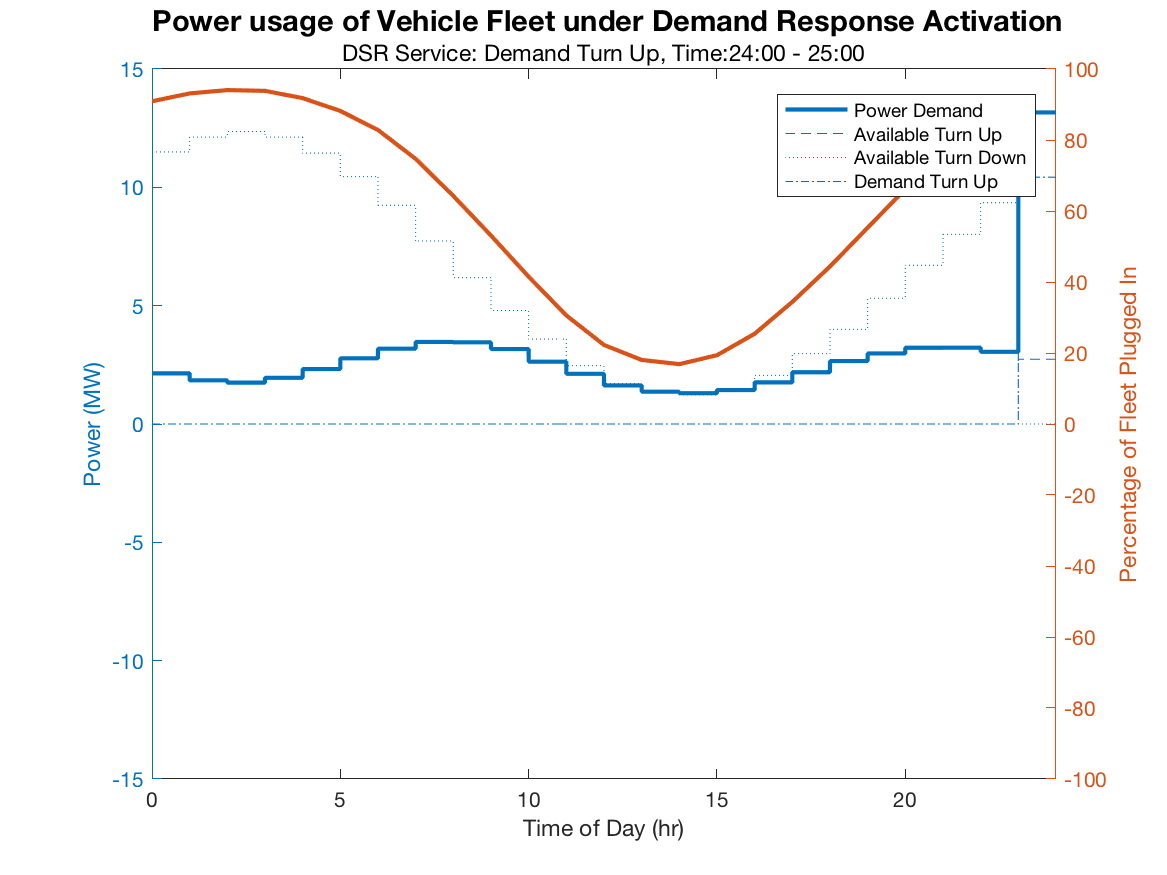 Power usage of Vehicle Fleet under Demand Response Activation
DSR Service: Demand Turn Up, Time:24:00 - 25:00
15
10
5
0
-5
-10
-15
Power (MW)
Power Demand
Available Turn Up
Available Turn Down
Demand Turn Up
100
80
60
40
20
0
-20
-40
-60
-80
-100
Percentage of Fleet Plugged In
0 5 10 15 20
Time of Day (hr)